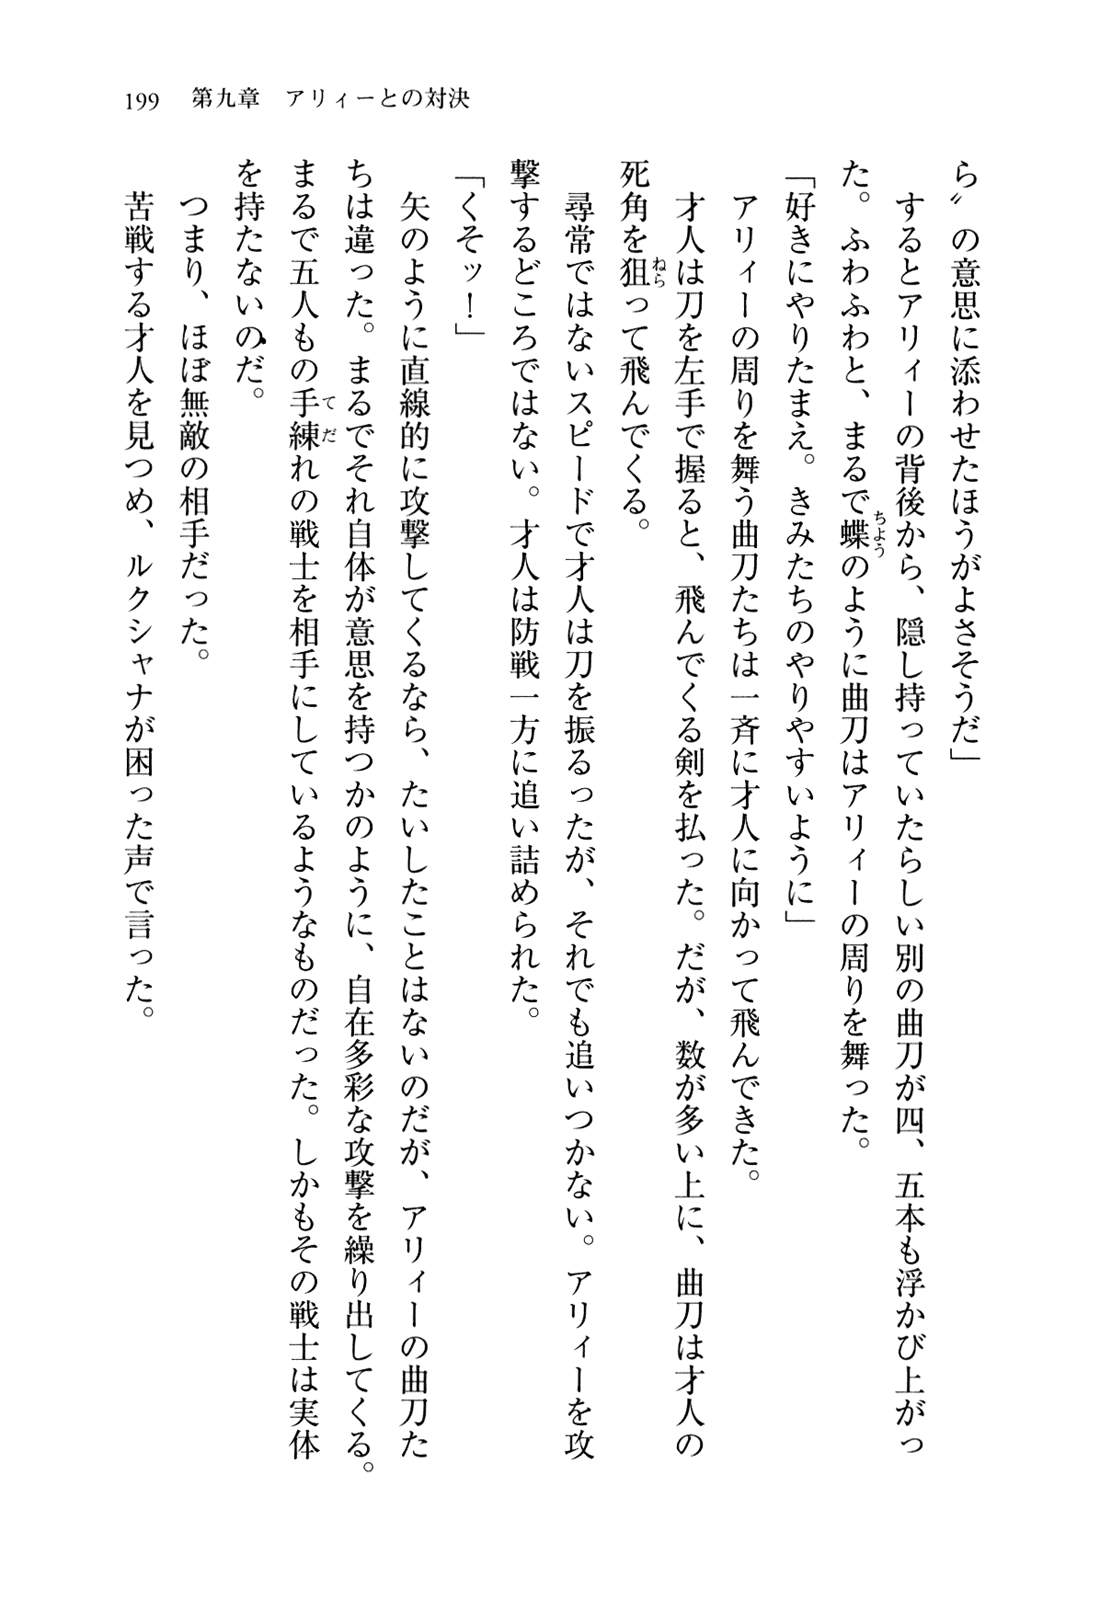 199　第九章　アリィーとの対決
ら〟の意思に添わせたほうがよさそうだ」
　するとアリィーの背後から、隠し持っていたらしい別の曲刀が四、五本も浮かび上がっ
た。ふわふわと、まるで蝶のように曲刀はアリィーの周りを舞った。
「好きにやりたまえ。きみたちのやりやすいように」
　アリィーの周りを舞う曲刀たちは一斉に才人に向かって飛んできた。
　才人は刀を左手で握ると、飛んでくる剣を払った。だが、数が多い上に、曲刀は才人の
死角を狙って飛んでくる。
　尋常ではないスピードで才人は刀を振るったが、それでも追いつかない。アリィーを攻
撃するどころではない。才人は防戦一方に追い詰められた。
「くそッ！」
　矢のように直線的に攻撃してくるなら、たいしたことはないのだが、アリィーの曲刀た
ちは違った。まるでそれ自体が意思を持つかのように、自在多彩な攻撃を繰り出してくる。
まるで五人もの手練れの戦士を相手にしているようなものだった。しかもその戦士は実体
を持たないのだ。
　つまり、ほぼ無敵の相手だった。
　苦戦する才人を見つめ、ルクシャナが困った声で言った。